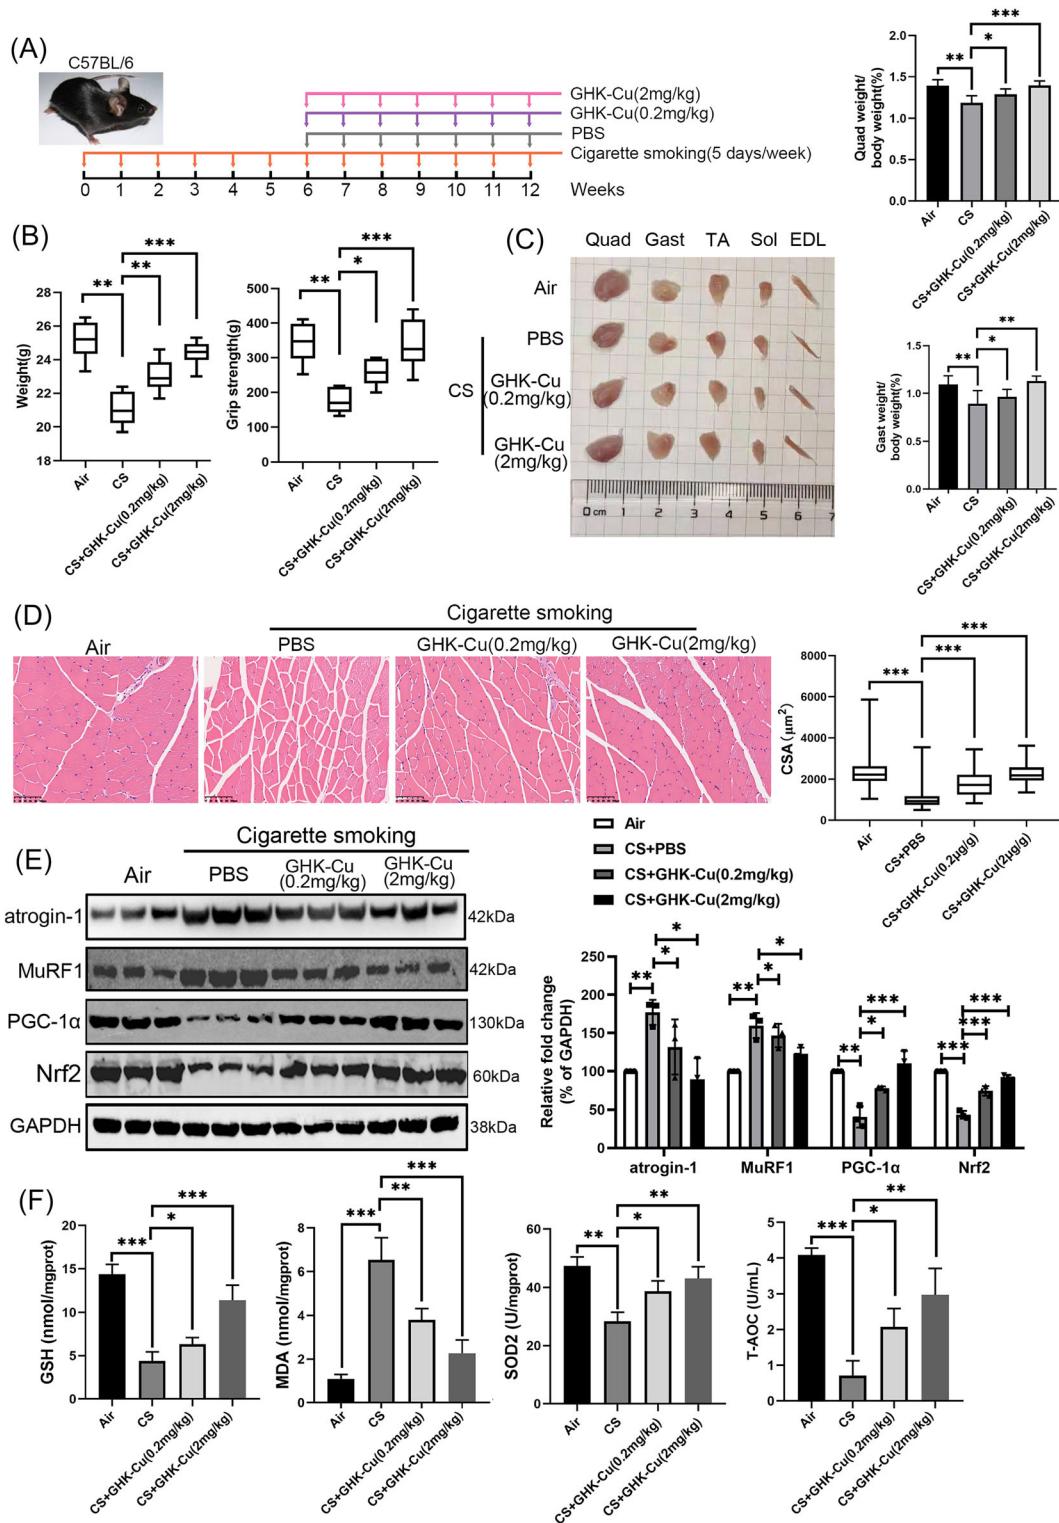 (A)
C57BL/6
GHK-Cu(2mg/kg)
GHK-Cu(0.2mg/kg)
PBS
Cigarette smoking(5 days/week)
0 1 2 3 4 5 6 7 8 9 10 11 12 Weeks
Quad weight/
body weight(%)
2.0
1.5
1.0
0.5
0.0
** * ***
Air
CS
CS+GHK-Cu(0.2mg/kg)
CS+GHK-Cu(2mg/kg)
(B)
Weight(g)
28
26
24
22
20
18
** ** ***
Air
CS
CS+GHK-Cu(0.2mg/kg)
CS+GHK-Cu(2mg/kg)
Grip strength(g)
500
400
300
200
100
0
** * ***
Air
CS
CS+GHK-Cu(0.2mg/kg)
CS+GHK-Cu(2mg/kg)
(C)
Quad Gast TA Sol EDL
Air
PBS
CS
GHK-Cu
(0.2mg/kg)
GHK-Cu
(2mg/kg)
0 cm 1 2 3 4 5 6 7
Gast weight/
body weight(%)
1.5
1.0
0.5
0.0
** * **
Air
CS
CS+GHK-Cu(0.2mg/kg)
CS+GHK-Cu(2mg/kg)
(D)
Cigarette smoking
Air PBS GHK-Cu(0.2mg/kg) GHK-Cu(2mg/kg)
CSA (μm²)
8000
6000
4000
2000
0
*** *** ***
Air
CS+PBS
CS+GHK-Cu(0.2μg/g)
CS+GHK-Cu(2μg/g)
(E)
Cigarette smoking
Air PBS GHK-Cu
(0.2mg/kg) GHK-Cu
(2mg/kg)
atrogin-1 42kDa
MuRF1 42kDa
PGC-1α 130kDa
Nrf2 60kDa
GAPDH 38kDa
Air
CS+PBS
CS+GHK-Cu(0.2mg/kg)
CS+GHK-Cu(2mg/kg)
Relative fold change
(% of GAPDH)
250
200
150
100
50
0
** * *
** * *
** * ***
*** *** ***
atrogin-1 MuRF1 PGC-1α Nrf2
(F)
GSH (nmol/mgprot)
20
15
10
5
0
*** * ***
Air
CS
CS+GHK-Cu(0.2mg/kg)
CS+GHK-Cu(2mg/kg)
MDA (nmol/mgprot)
8
6
4
2
0
*** ** ***
Air
CS
CS+GHK-Cu(0.2mg/kg)
CS+GHK-Cu(2mg/kg)
SOD2 (U/mgprot)
60
40
20
0
** * **
Air
CS
CS+GHK-Cu(0.2mg/kg)
CS+GHK-Cu(2mg/kg)
T-AOC (U/mL)
5
4
3
2
1
0
*** * **
Air
CS
CS+GHK-Cu(0.2mg/kg)
CS+GHK-Cu(2mg/kg)